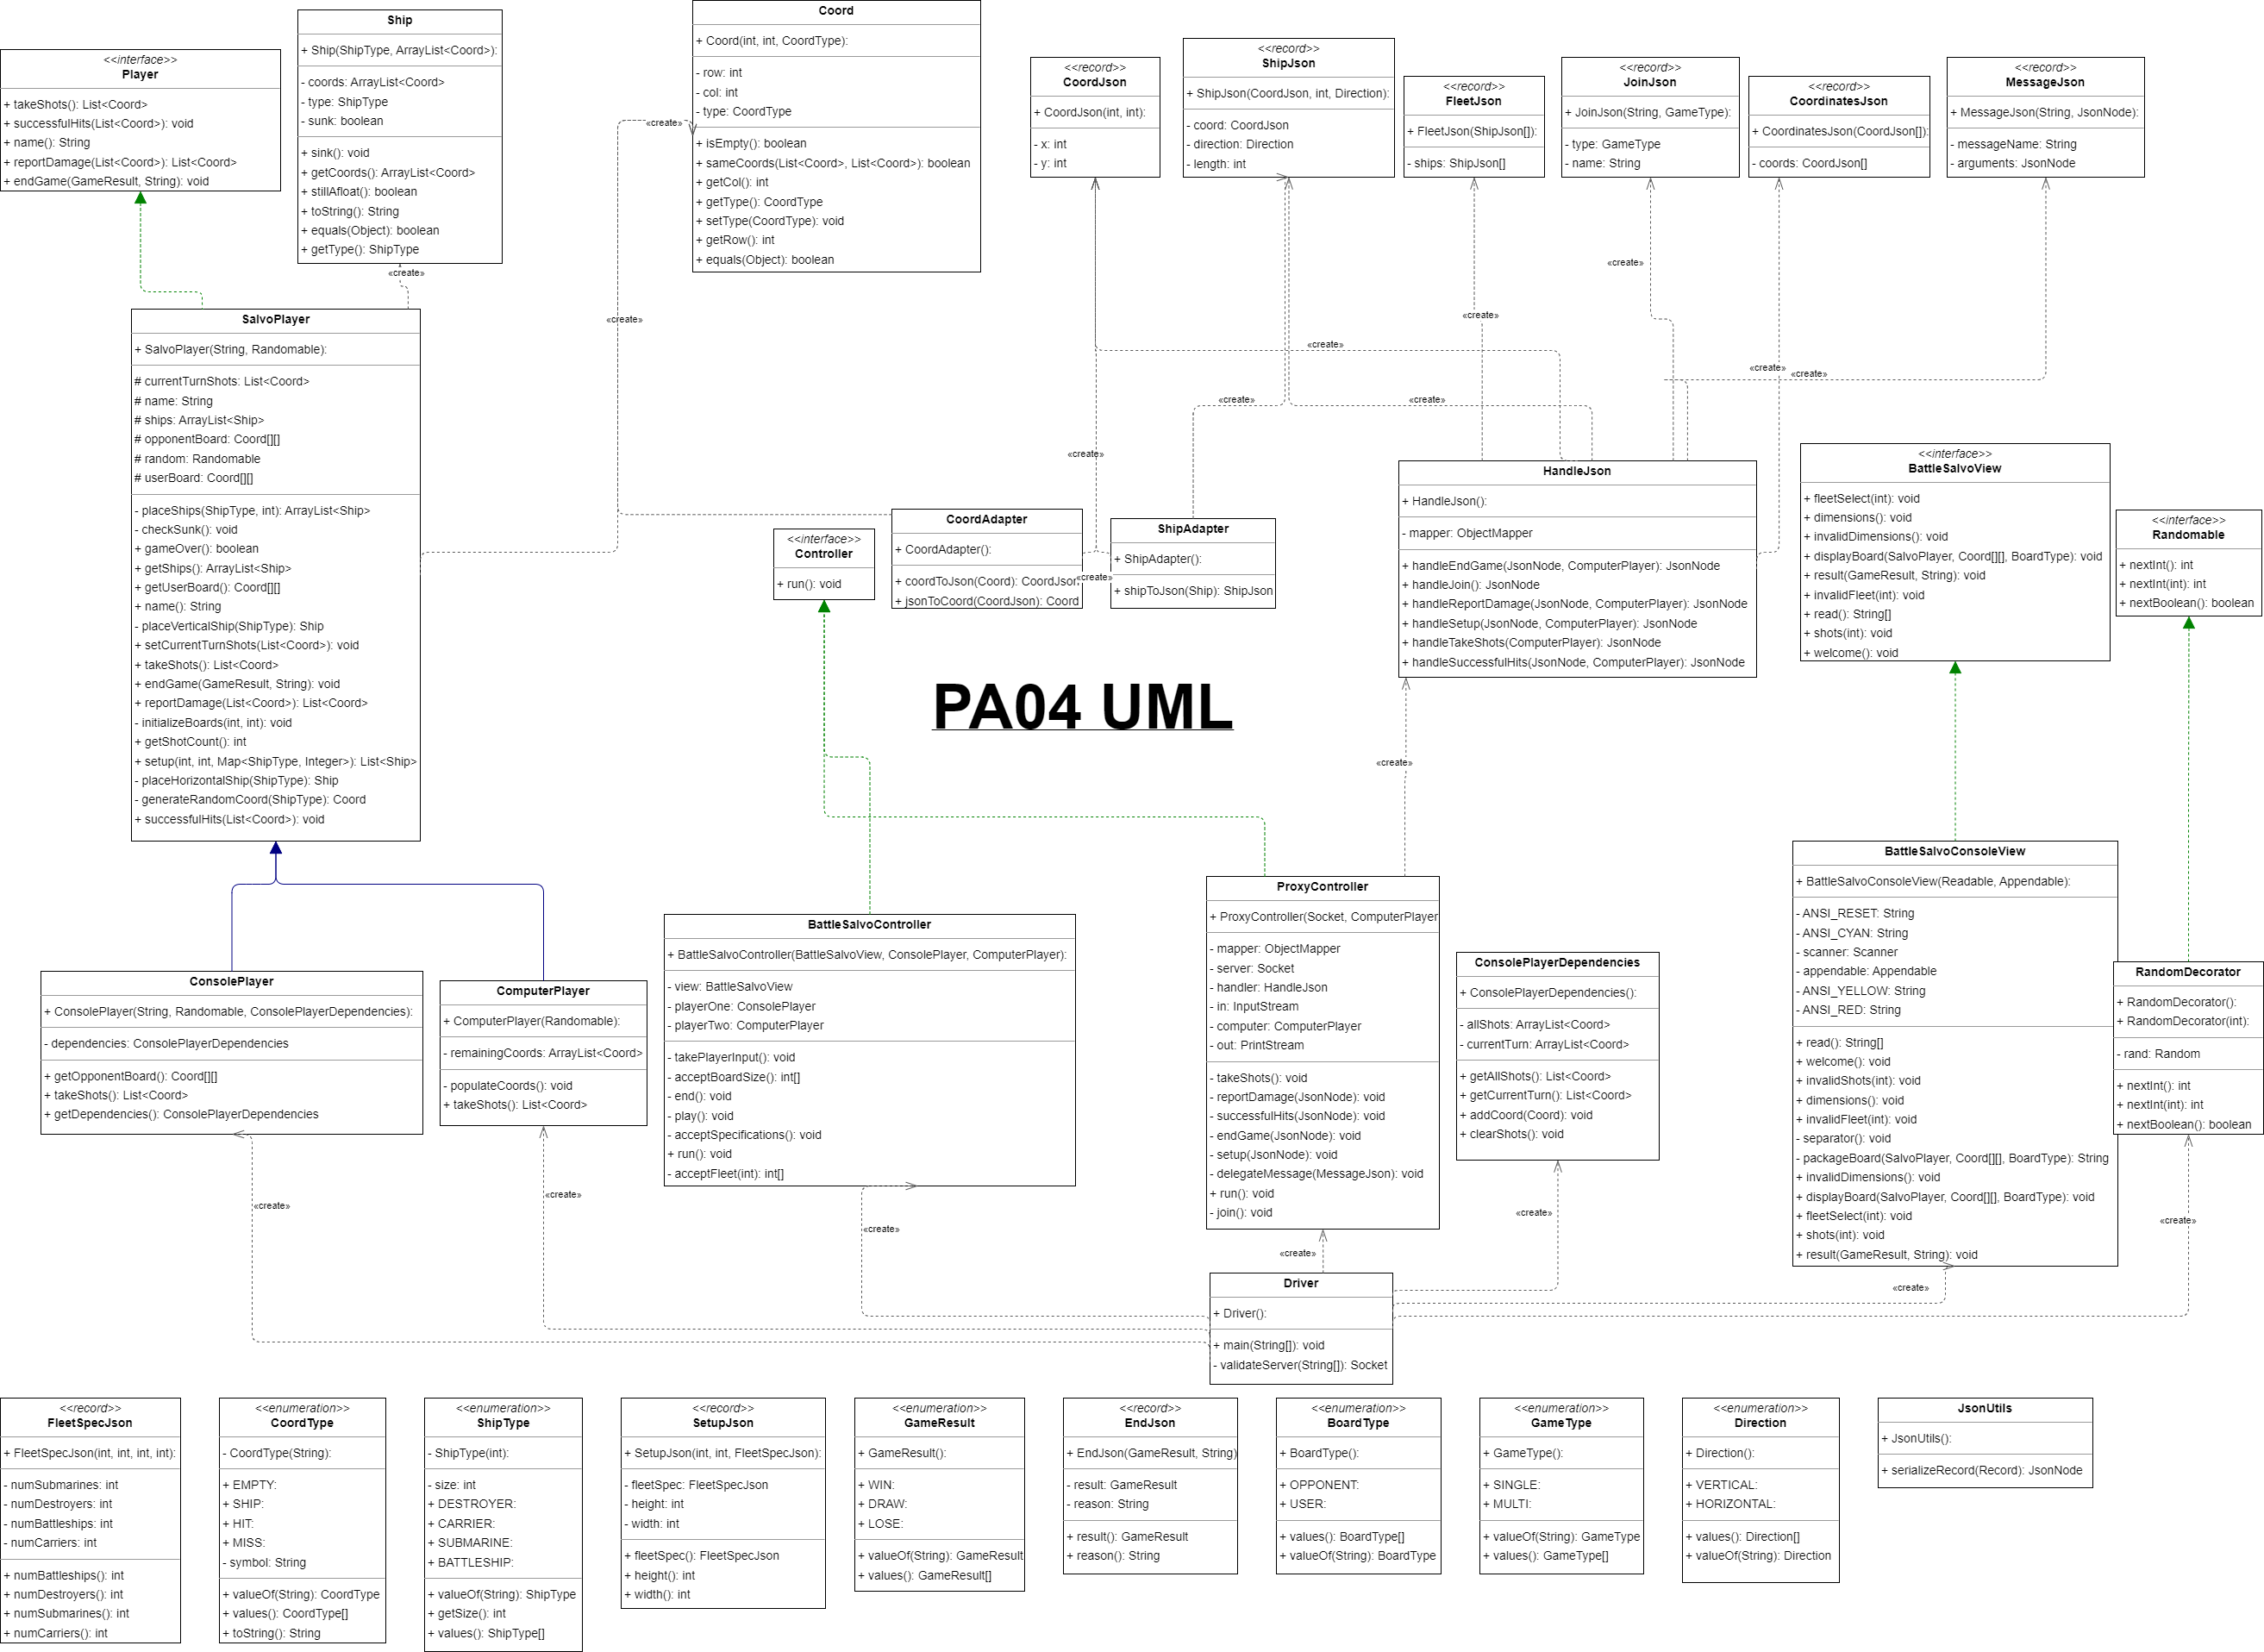 <<interface>>
Player
+ takeShots(): List<Coord>
+ successfulHits(List<Coord>): void
+ name(): String
+ reportDamage(List<Coord>): List<Coord>
+ endGame(GameResult, String): void
Ship
+ Ship(ShipType, ArrayList<Coord>):
- coords: ArrayList<Coord>
- type: ShipType
- sunk: boolean
+ sink(): void
+ getCoords(): ArrayList<Coord>
+ stillAfloat(): boolean
+ toString(): String
+ equals(Object): boolean
+ getType(): ShipType
Coord
+ Coord(int, int, CoordType):
- row: int
- col: int
- type: CoordType
+ isEmpty(): boolean
+ sameCoords(List<Coord>, List<Coord>): boolean
+ getCol(): int
+ getType(): CoordType
+ setType(CoordType): void
+ getRow(): int
+ equals(Object): boolean
<<record>>
CoordJson
+ CoordJson(int, int):
- x: int
- y: int
<<record>>
ShipJson
+ ShipJson(CoordJson, int, Direction):
- coord: CoordJson
- direction: Direction
- length: int
<<record>>
FleetJson
+ FleetJson(ShipJson[]):
- ships: ShipJson[]
<<record>>
JoinJson
+ JoinJson(String, GameType):
- type: GameType
- name: String
<<record>>
CoordinatesJson
+ CoordinatesJson(CoordJson[]):
- coords: CoordJson[]
<<record>>
MessageJson
+ MessageJson(String, JsonNode):
- messageName: String
- arguments: JsonNode
«create»
«create»
«create»
«create»
«create»
«create»
«create»
«create»
«create»
«create»
«create»
«create»
«create»
SalvoPlayer
+ SalvoPlayer(String, Randomable):
# currentTurnShots: List<Coord>
# name: String
# ships: ArrayList<Ship>
# opponentBoard: Coord[][]
# random: Randomable
# userBoard: Coord[][]
- placeShips(ShipType, int): ArrayList<Ship>
- checkSunk(): void
+ gameOver(): boolean
+ getShips(): ArrayList<Ship>
+ getUserBoard(): Coord[][]
+ name(): String
- placeVerticalShip(ShipType): Ship
+ setCurrentTurnShots(List<Coord>): void
+ takeShots(): List<Coord>
+ endGame(GameResult, String): void
+ reportDamage(List<Coord>): List<Coord>
- initializeBoards(int, int): void
+ getShotCount(): int
+ setup(int, int, Map<ShipType, Integer>): List<Ship>
- placeHorizontalShip(ShipType): Ship
- generateRandomCoord(ShipType): Coord
+ successfulHits(List<Coord>): void
<<interface>>
Controller
+ run(): void
CoordAdapter
+ CoordAdapter():
+ coordToJson(Coord): CoordJson
+ jsonToCoord(CoordJson): Coord
ShipAdapter
+ ShipAdapter():
+ shipToJson(Ship): ShipJson
HandleJson
+ HandleJson():
- mapper: ObjectMapper
+ handleEndGame(JsonNode, ComputerPlayer): JsonNode
+ handleJoin(): JsonNode
+ handleReportDamage(JsonNode, ComputerPlayer): JsonNode
+ handleSetup(JsonNode, ComputerPlayer): JsonNode
+ handleTakeShots(ComputerPlayer): JsonNode
+ handleSuccessfulHits(JsonNode, ComputerPlayer): JsonNode
<<interface>>
BattleSalvoView
+ fleetSelect(int): void
+ dimensions(): void
+ invalidDimensions(): void
+ displayBoard(SalvoPlayer, Coord[][], BoardType): void
+ result(GameResult, String): void
+ invalidFleet(int): void
+ read(): String[]
+ shots(int): void
+ welcome(): void
<<interface>>
Randomable
+ nextInt(): int
+ nextInt(int): int
+ nextBoolean(): boolean
PA04 UML
«create»
ConsolePlayer
+ ConsolePlayer(String, Randomable, ConsolePlayerDependencies):
- dependencies: ConsolePlayerDependencies
+ getOpponentBoard(): Coord[][]
+ takeShots(): List<Coord>
+ getDependencies(): ConsolePlayerDependencies
ComputerPlayer
+ ComputerPlayer(Randomable):
- remainingCoords: ArrayList<Coord>
- populateCoords(): void
+ takeShots(): List<Coord>
BattleSalvoController
+ BattleSalvoController(BattleSalvoView, ConsolePlayer, ComputerPlayer):
- view: BattleSalvoView
- playerOne: ConsolePlayer
- playerTwo: ComputerPlayer
- takePlayerInput(): void
- acceptBoardSize(): int[]
- end(): void
- play(): void
- acceptSpecifications(): void
+ run(): void
- acceptFleet(int): int[]
ProxyController
+ ProxyController(Socket, ComputerPlayer
- mapper: ObjectMapper
- server: Socket
- handler: HandleJson
- in: InputStream
- computer: ComputerPlayer
- out: PrintStream
- takeShots(): void
- reportDamage(JsonNode): void
- successfulHits(JsonNode): void
- endGame(JsonNode): void
- setup(JsonNode): void
- delegateMessage(MessageJson): void
+ run(): void
- join(): void
ConsolePlayerDependencies
+ ConsolePlayerDependencies():
- allShots: ArrayList<Coord>
- currentTurn: ArrayList<Coord>
+ getAllShots(): List<Coord>
+ getCurrentTurn(): List<Coord>
+ addCoord(Coord): void
+ clearShots(): void
BattleSalvoConsoleView
+ BattleSalvoConsoleView(Readable, Appendable):
- ANSI_RESET: String
- ANSI_CYAN: String
- scanner: Scanner
- appendable: Appendable
- ANSI_YELLOW: String
- ANSI_RED: String
+ read(): String[]
+ welcome(): void
+ invalidShots(int): void
+ dimensions(): void
+ invalidFleet(int): void
- separator(): void
- packageBoard(SalvoPlayer, Coord[][], BoardType): String
+ invalidDimensions(): void
+ displayBoard(SalvoPlayer, Coord[][], BoardType): void
+ fleetSelect(int): void
+ shots(int): void
+ result(GameResult, String): void
RandomDecorator
+ RandomDecorator():
+ RandomDecorator(int):
- rand: Random
+ nextInt(): int
+ nextInt(int): int
+ nextBoolean(): boolean
«create»
«create»
«create»
«create»
«create»
«create»
«create»
Driver
+ Driver():
+ main(String[]): void
- validateServer(String[]): Socket
<<record>>
FleetSpecJson
+ FleetSpecJson(int, int, int, int):
- numSubmarines: int
- numDestroyers: int
- numBattleships: int
- numCarriers: int
+ numBattleships(): int
+ numDestroyers(): int
+ numSubmarines(): int
+ numCarriers(): int
<<enumeration>>
CoordType
- CoordType(String):
+ EMPTY:
+ SHIP:
+ HIT:
+ MISS:
- symbol: String
+ valueOf(String): CoordType
+ values(): CoordType[]
+ toString(): String
<<enumeration>>
ShipType
- ShipType(int):
- size: int
+ DESTROYER:
+ CARRIER:
+ SUBMARINE:
+ BATTLESHIP:
+ valueOf(String): ShipType
+ getSize(): int
+ values(): ShipType[]
<<record>>
SetupJson
+ SetupJson(int, int, FleetSpecJson):
- fleetSpec: FleetSpecJson
- height: int
- width: int
+ fleetSpec(): FleetSpecJson
+ height(): int
+ width(): int
<<enumeration>>
GameResult
+ GameResult():
+ WIN:
+ DRAW:
+ LOSE:
+ valueOf(String): GameResult
+ values(): GameResult[]
<<record>>
EndJson
+ EndJson(GameResult, String)
- result: GameResult
- reason: String
+ result(): GameResult
+ reason(): String
<<enumeration>>
BoardType
+ BoardType():
+ OPPONENT:
+ USER:
+ values(): BoardType[]
+ valueOf(String): BoardType
<<enumeration>>
GameType
+ GameType():
+ SINGLE:
+ MULTI:
+ valueOf(String): GameType
+ values(): GameType[]
<<enumeration>>
Direction
+ Direction():
+ VERTICAL:
+ HORIZONTAL:
+ values(): Direction[]
+ valueOf(String): Direction
JsonUtils
+ JsonUtils():
+ serializeRecord(Record): JsonNode